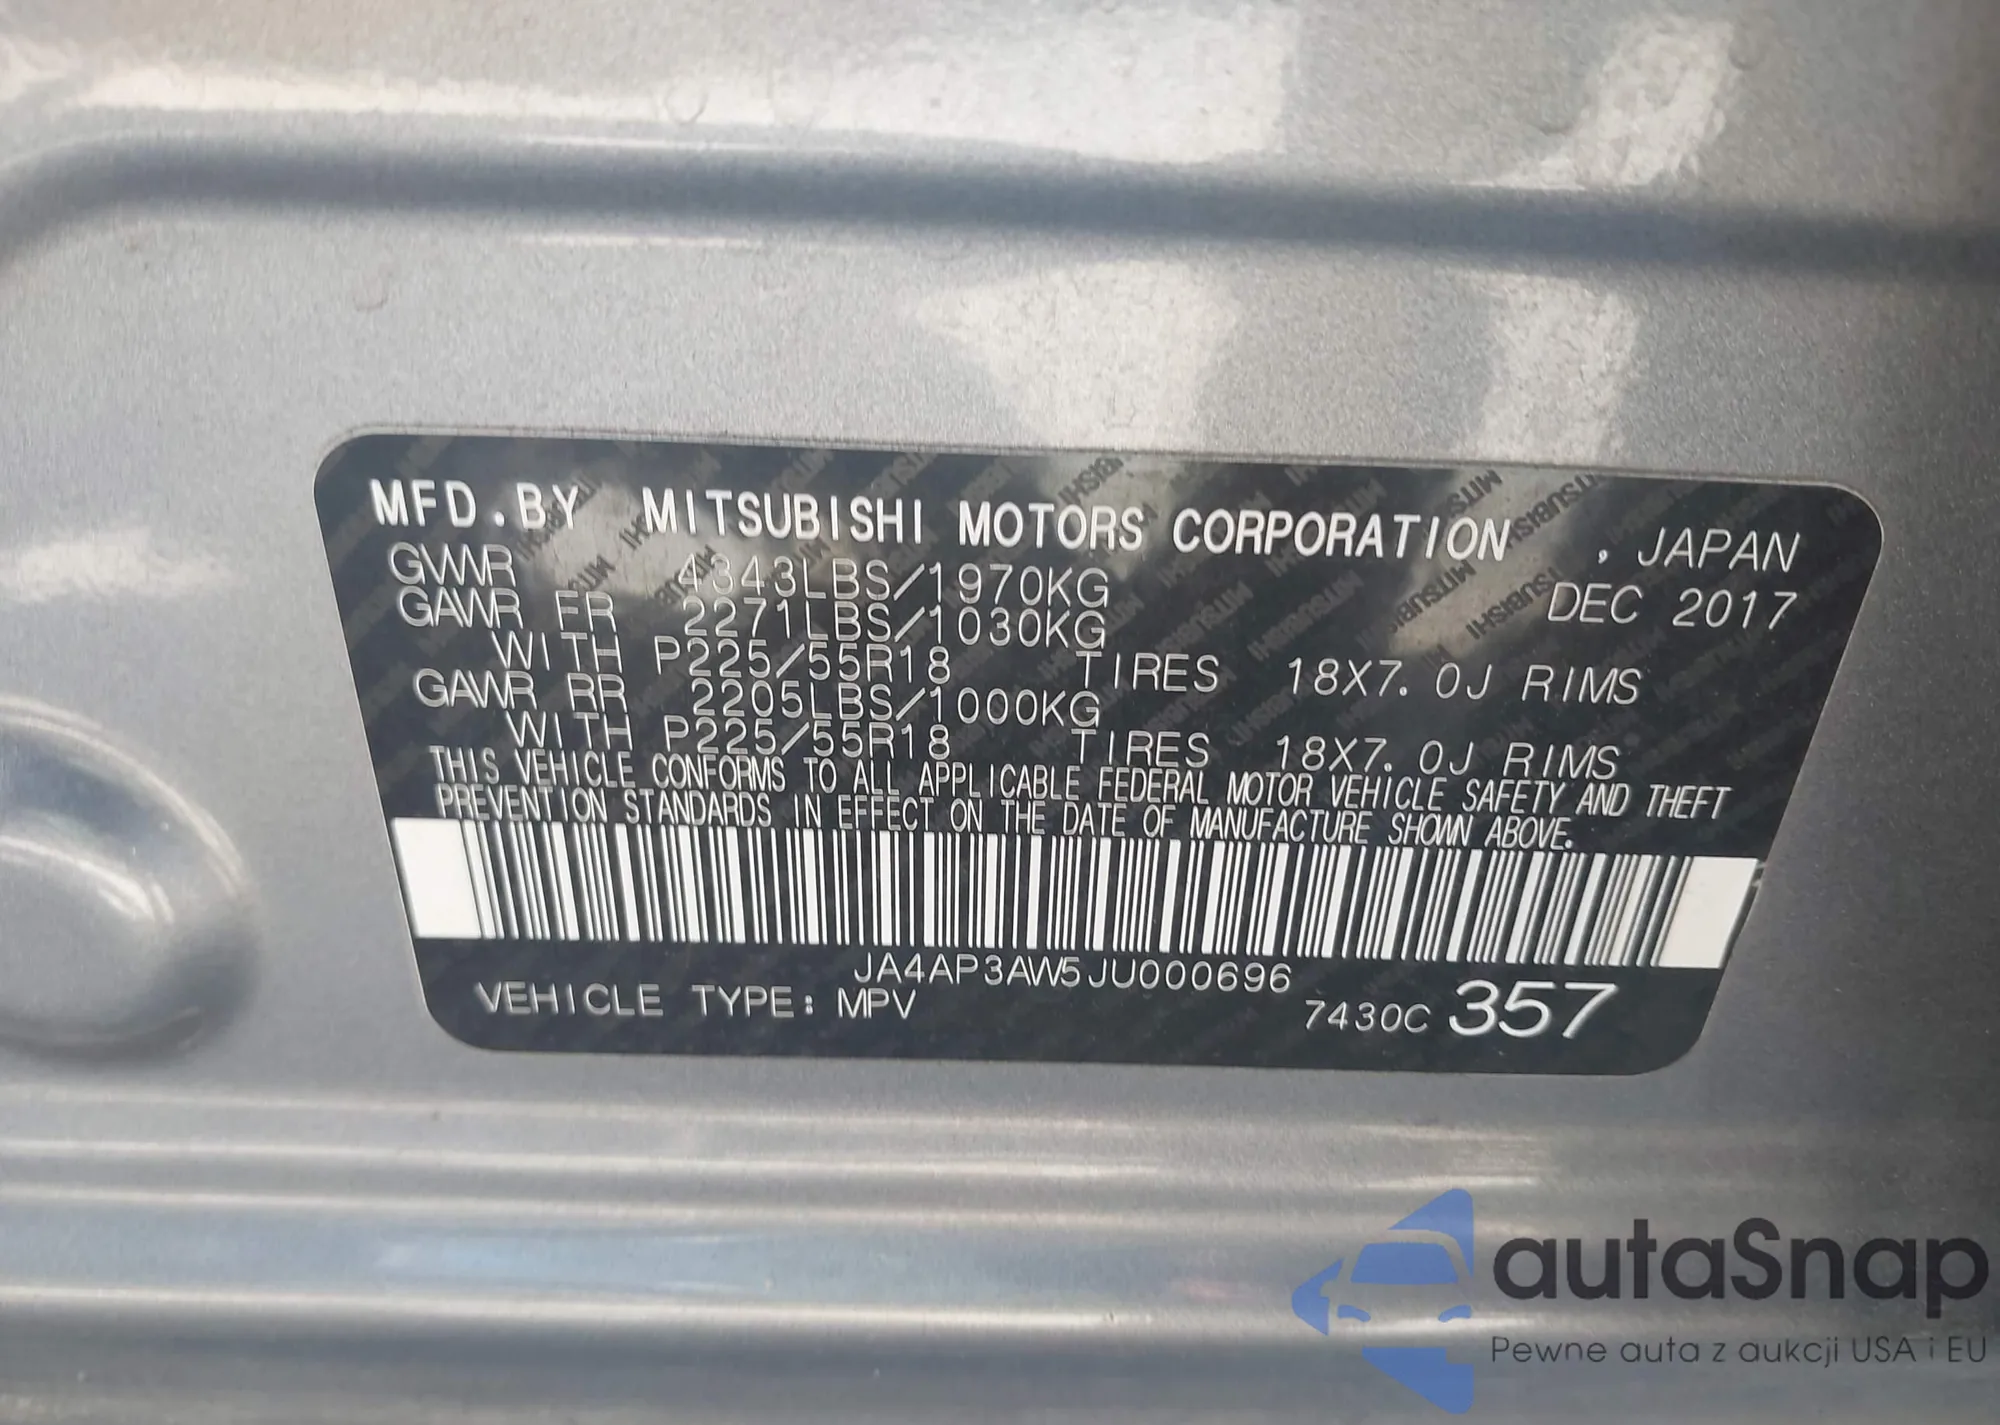 MFD.BY MITSUBISHI MOTORS CORPORATION , JAPAN
GVWR 4343LBS/1970KG DEC 2017
GAWR FR 2271LBS/1030KG
WITH P225/55R18 TIRES 18X7.0J RIMS
GAWR RR 2205LBS/1000KG
WITH P225/55R18 TIRES 18X7.0J RIMS
THIS VEHICLE CONFORMS TO ALL APPLICABLE FEDERAL MOTOR VEHICLE SAFETY AND THEFT
PREVENTION STANDARDS IN EFFECT ON THE DATE OF MANUFACTURE SHOWN ABOVE.
JA4AP3AW5JU000696
VEHICLE TYPE: MPV 7430C 357
autaSnap
Pewne auta z aukcji USA i EU